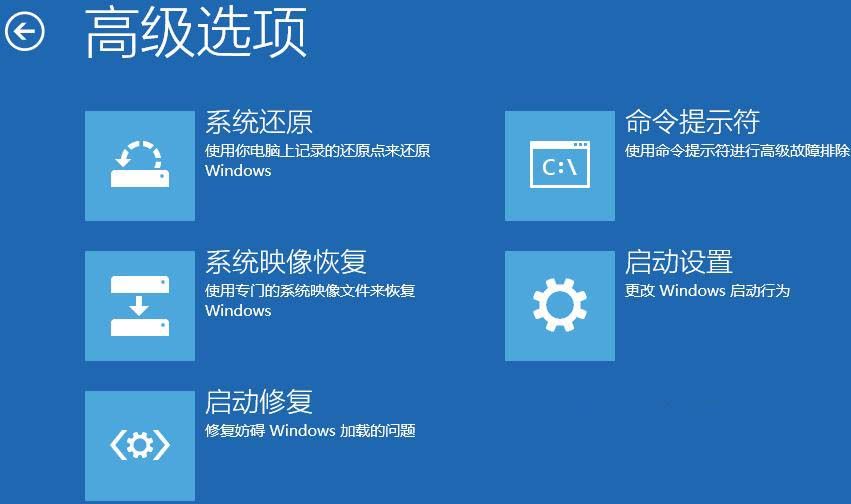 高级选项
系统还原
使用你电脑上记录的还原点来还原
Windows
命令提示符
使用命令提示符进行高级故障排除
C:\
系统映像恢复
使用专门的系统映像文件来恢复
Windows
启动设置
更改 Windows 启动行为
启动修复
修复妨碍 Windows 加载的问题